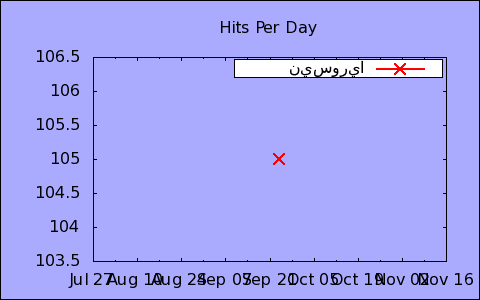 Hits Per Day
ايروسين
106.5
106
105.5
105
104.5
104
103.5
Jul 27 Aug 10 Aug 24 Sep 07 Sep 21 Oct 05 Oct 19 Nov 02 Nov 16